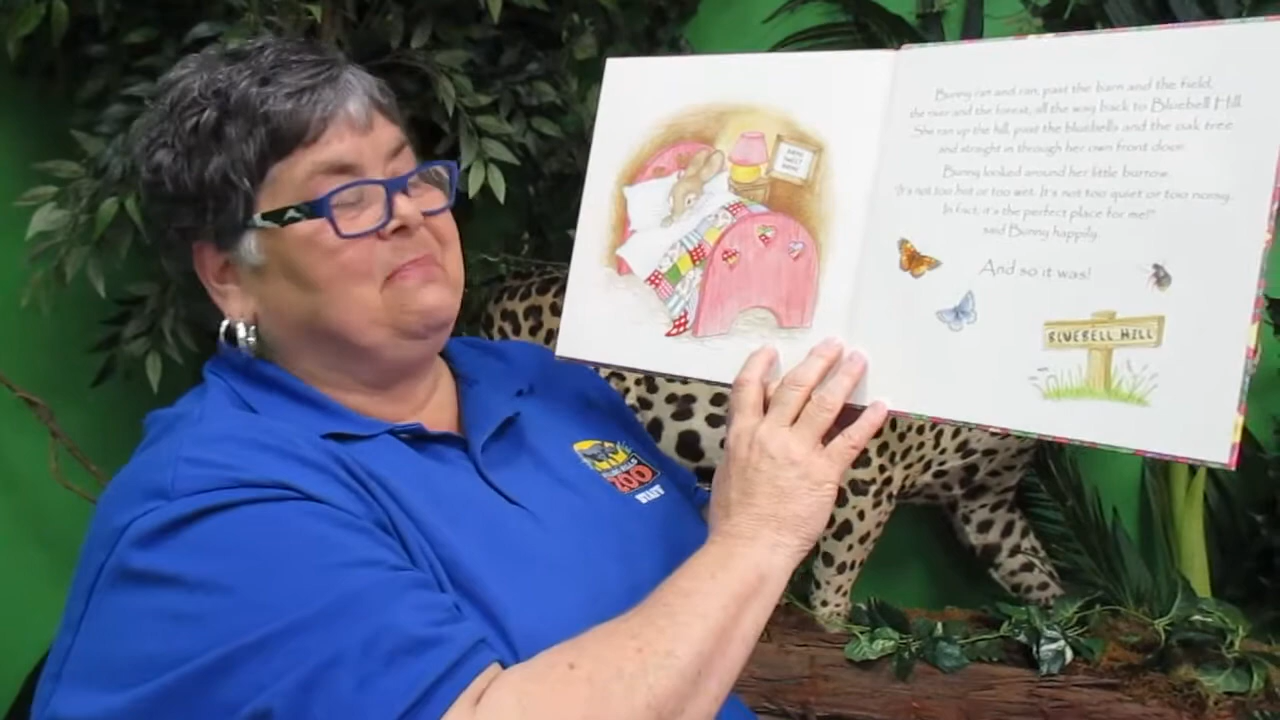 HOME
SWEET
HOME
Bunny ran and ran, past the barn and the field,
the river and the forest, all the way back to Bluebell Hill.
She ran up the hill, past the bluebells and the oak tree
and straight in through her own front door.
Bunny looked around her little burrow.
"It's not too hot or too wet. It's not too quiet or too noisy.
In fact, it's the perfect place for me!"
said Bunny happily.
And so it was!
BLUEBELL HILL
ZOO
STAFF